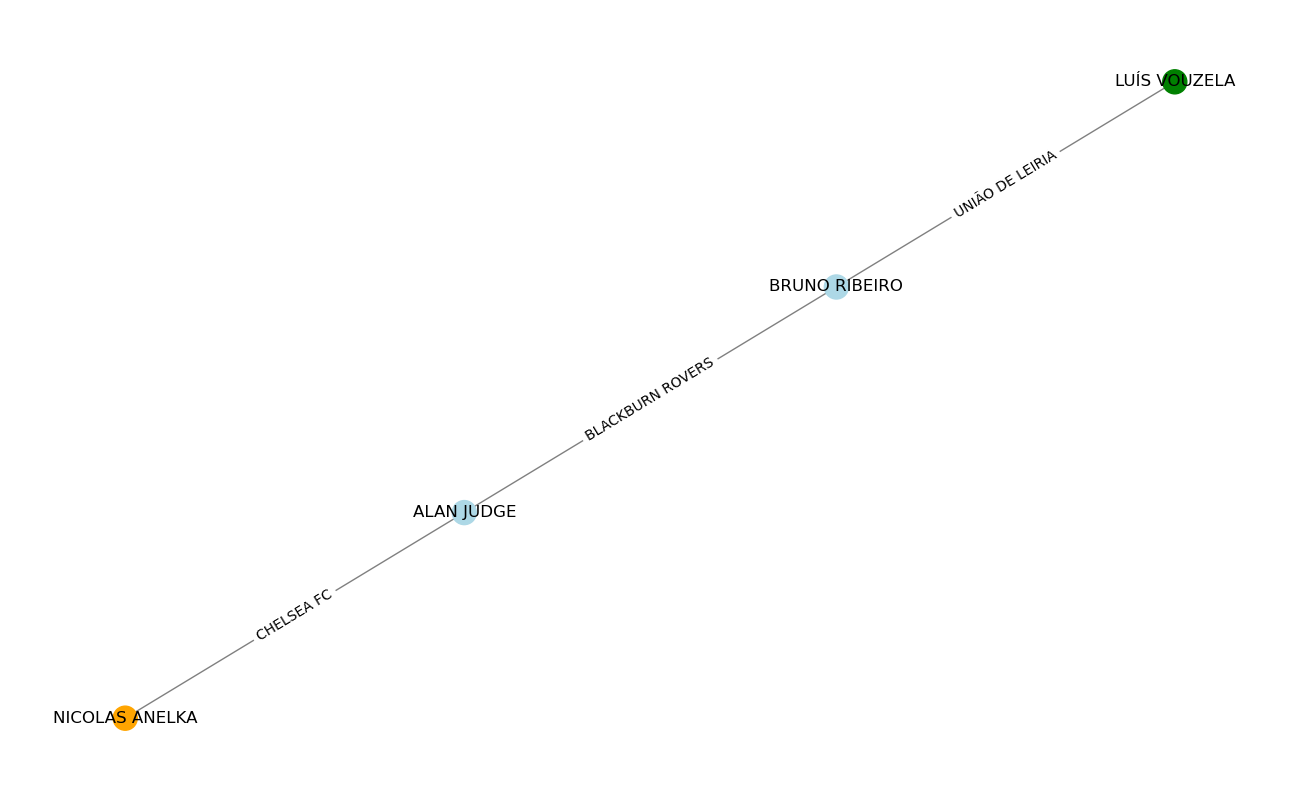 LUÍS VOUZELA
UNIÃO DE LEIRIA
BRUNO RIBEIRO
BLACKBURN ROVERS
ALAN JUDGE
CHELSEA FC
NICOLAS ANELKA